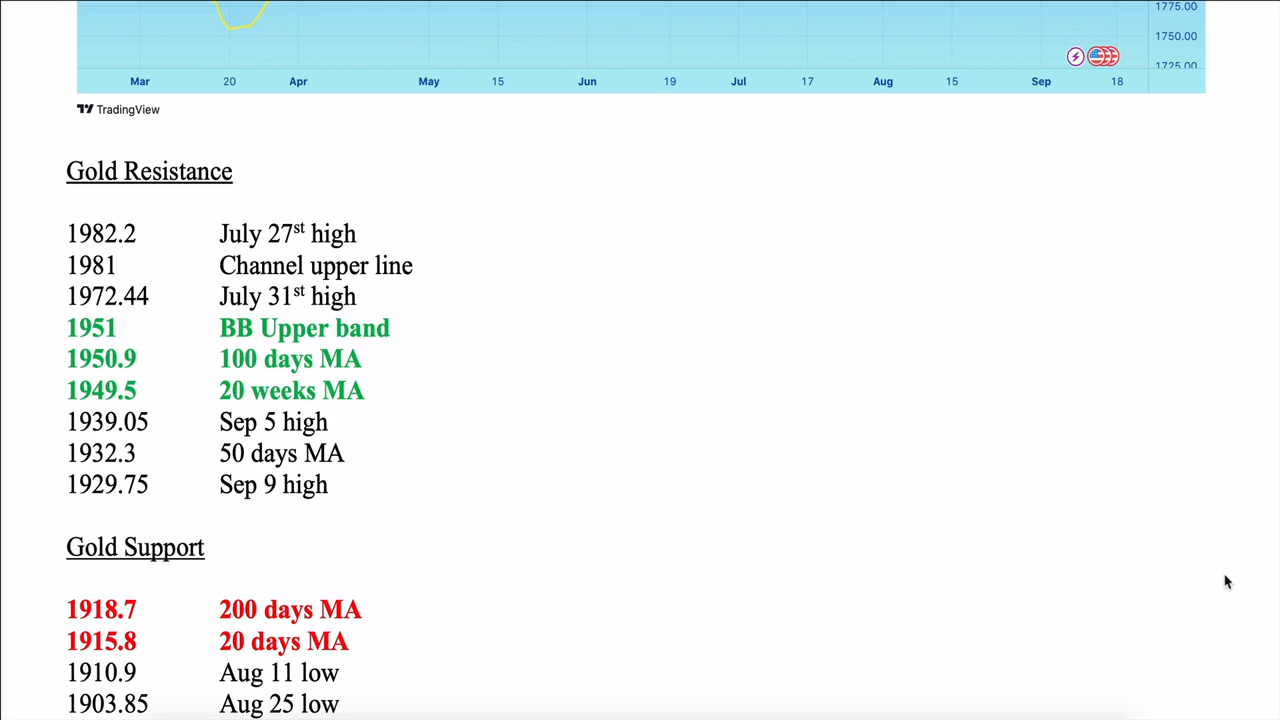 1775.00
1750.00
1725.00
Mar 20 Apr May 15 Jun 19 Jul 17 Aug 15 Sep 18
TradingView
Gold Resistance
1982.2 July 27st high
1981 Channel upper line
1972.44 July 31st high
1951 BB Upper band
1950.9 100 days MA
1949.5 20 weeks MA
1939.05 Sep 5 high
1932.3 50 days MA
1929.75 Sep 9 high
Gold Support
1918.7 200 days MA
1915.8 20 days MA
1910.9 Aug 11 low
1903.85 Aug 25 low